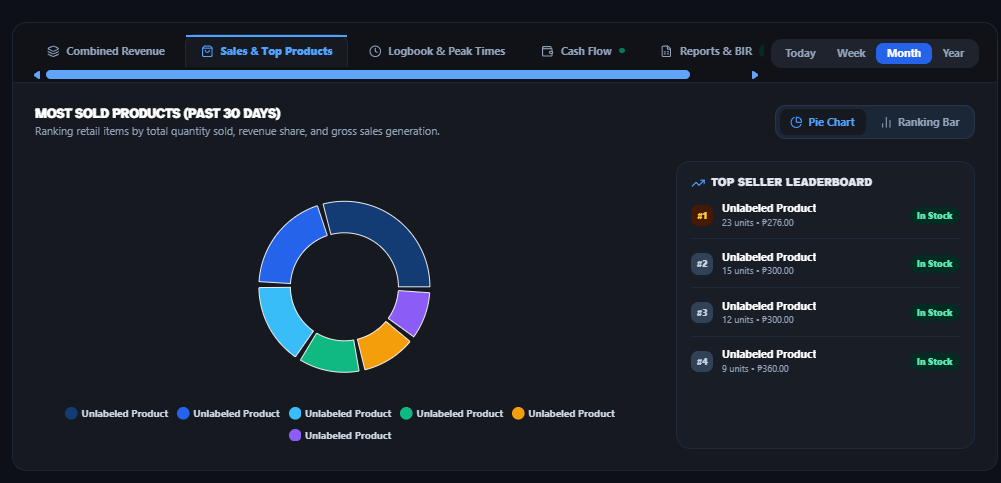 Combined Revenue
Sales & Top Products
Logbook & Peak Times
Cash Flow
Reports & BIR
Today
Week
Month
Year
MOST SOLD PRODUCTS (PAST 30 DAYS)
Ranking retail items by total quantity sold, revenue share, and gross sales generation.
Pie Chart
Ranking Bar
Unlabeled Product
Unlabeled Product
Unlabeled Product
Unlabeled Product
Unlabeled Product
Unlabeled Product
TOP SELLER LEADERBOARD
#1
Unlabeled Product
23 units • ₱276.00
In Stock
#2
Unlabeled Product
15 units • ₱300.00
In Stock
#3
Unlabeled Product
12 units • ₱300.00
In Stock
#4
Unlabeled Product
9 units • ₱360.00
In Stock